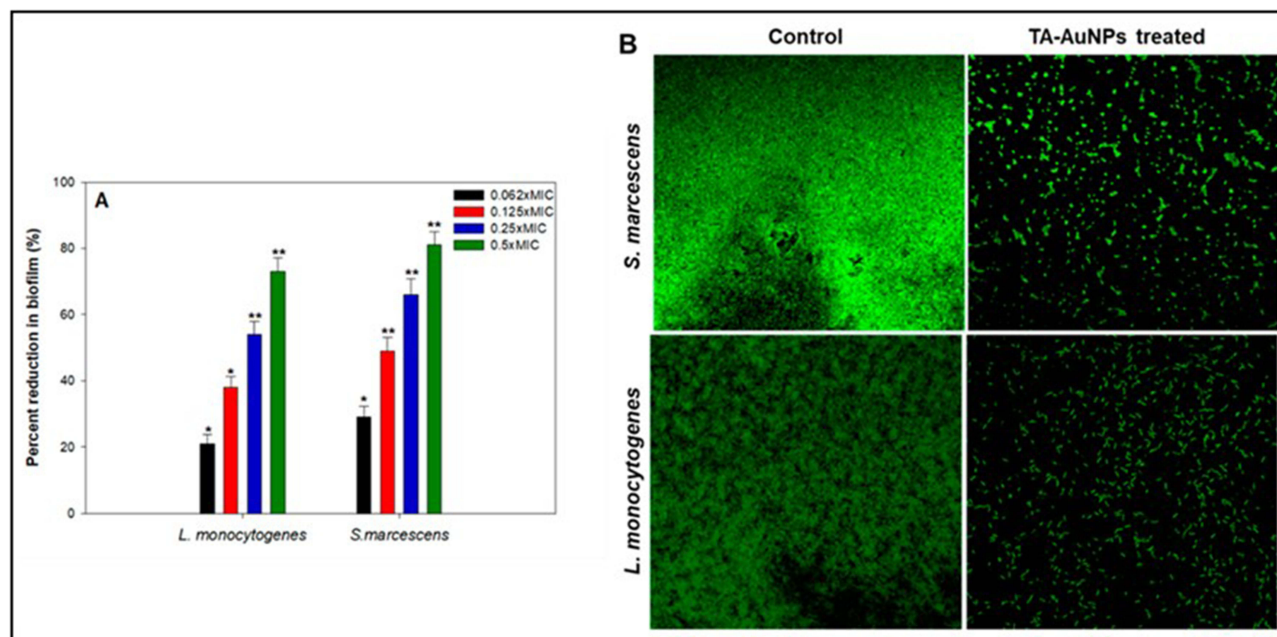 A
Percent reduction in biofilm (%)
100
80
60
40
20
0
0.062xMIC
0.125xMIC
0.25xMIC
0.5xMIC
*
*
**
**
*
**
**
**
L. monocytogenes
S.marcescens
B
Control
TA-AuNPs treated
S. marcescens
L. monocytogenes